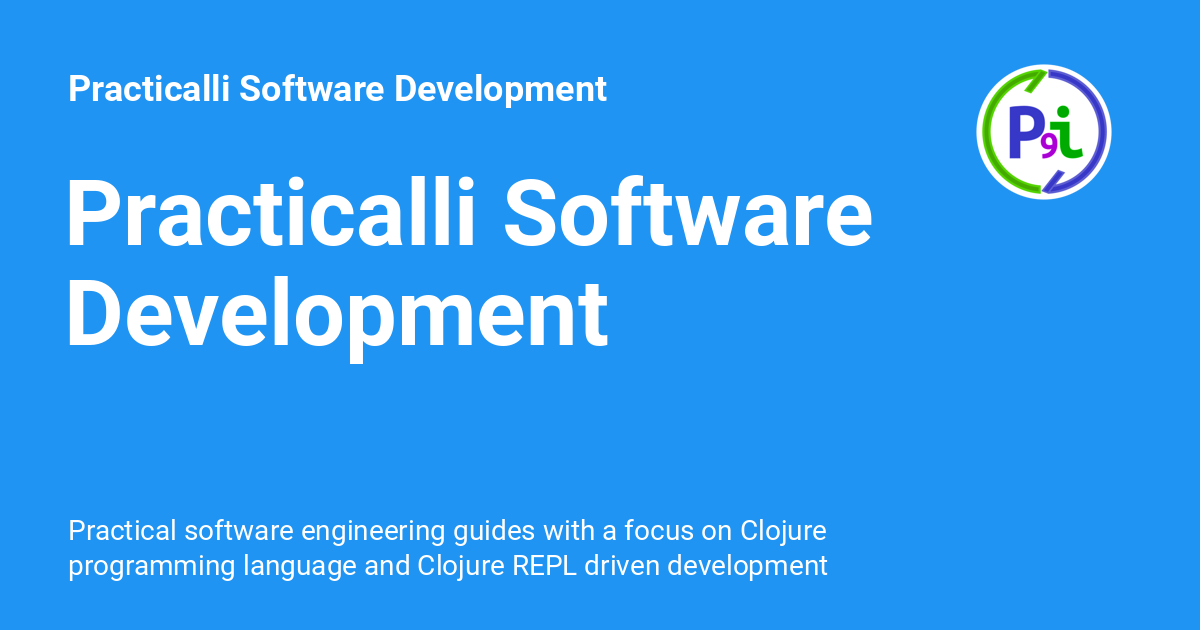 Practicalli Software Development
P9i
Practicalli Software
Development
Practical software engineering guides with a focus on Clojure
programming language and Clojure REPL driven development